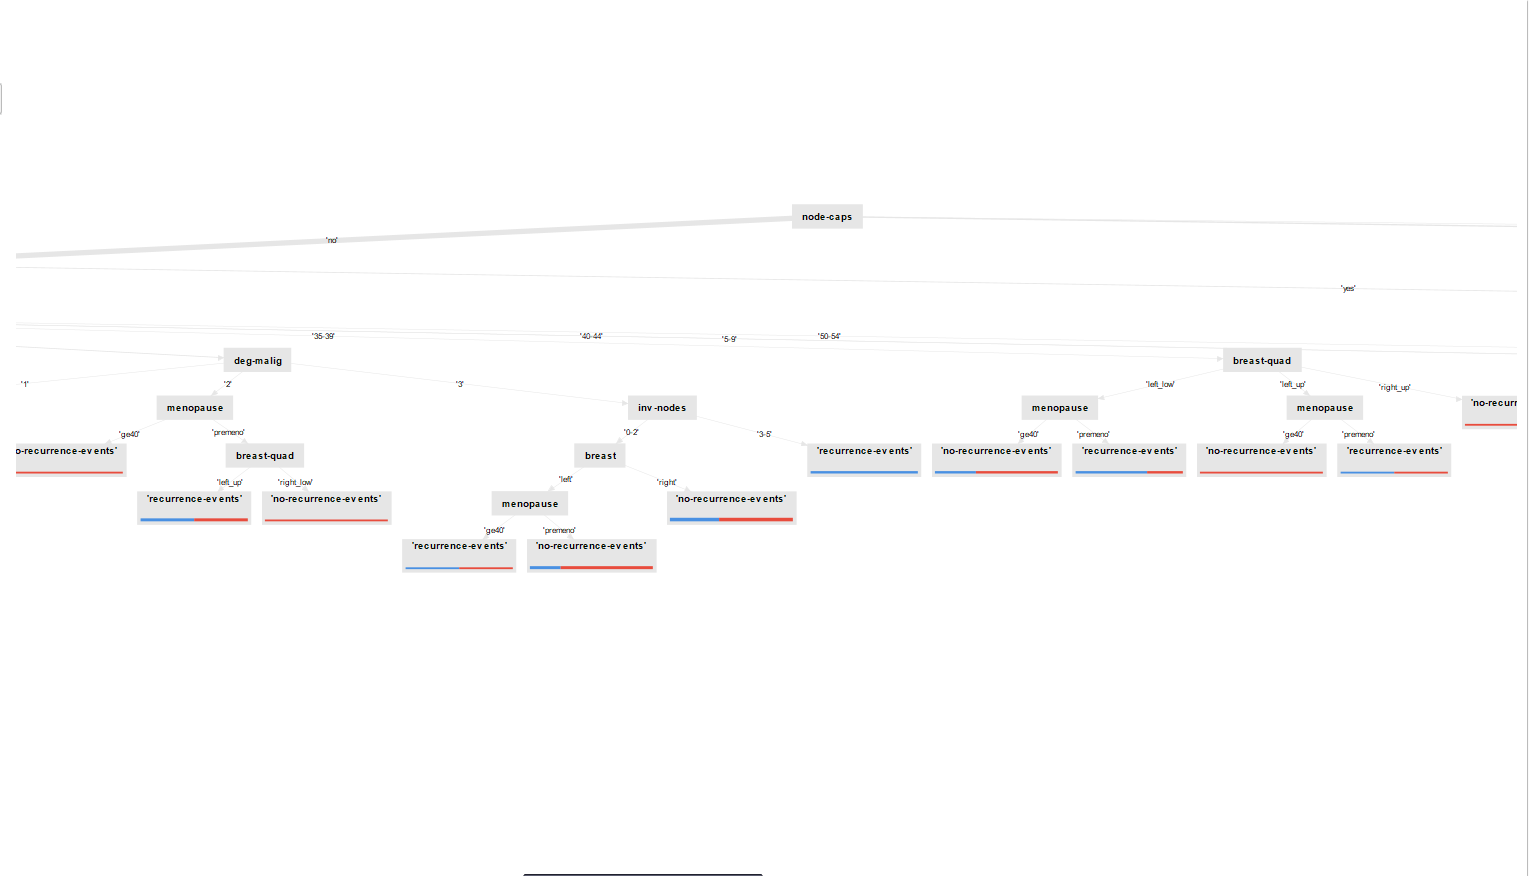 node-caps
'no'
'yes'
'35-39'
'40-44'
'5-9'
'50-54'
deg-malig
breast-quad
'1'
'2'
'3'
'left_low'
'left_up'
'right_up'
menopause
inv-nodes
menopause
menopause
'no-recurr
'ge40'
'premeno'
'0-2'
'3-5'
'ge40'
'premeno'
'ge40'
'premeno'
o-recurrence-events'
breast-quad
breast
'recurrence-events'
'no-recurrence-events'
'recurrence-events'
'no-recurrence-events'
'recurrence-events'
'left_up'
'right_low'
'left'
'right'
'recurrence-events'
'no-recurrence-events'
menopause
'no-recurrence-events'
'ge40'
'premeno'
'recurrence-events'
'no-recurrence-events'